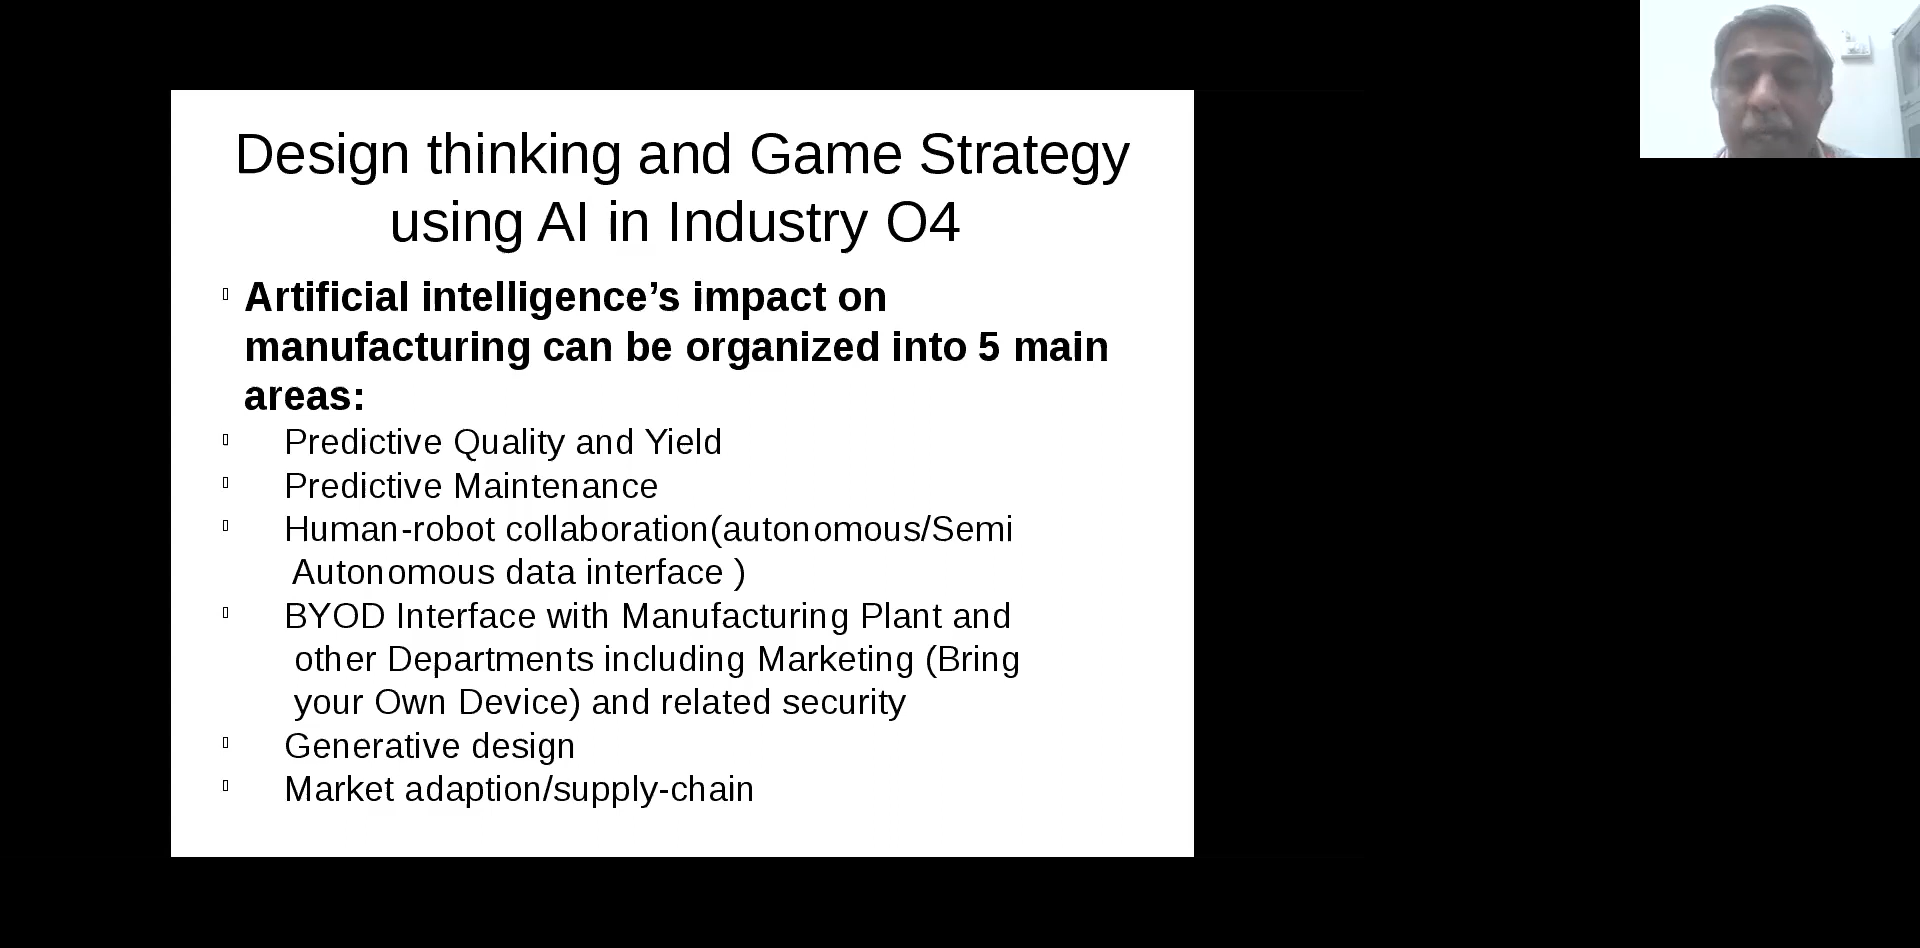 Design thinking and Game Strategy
using AI in Industry O4
Artificial intelligence’s impact on
manufacturing can be organized into 5 main
areas:
Predictive Quality and Yield
Predictive Maintenance
Human-robot collaboration(autonomous/Semi
Autonomous data interface )
BYOD Interface with Manufacturing Plant and
other Departments including Marketing (Bring
your Own Device) and related security
Generative design
Market adaption/supply-chain